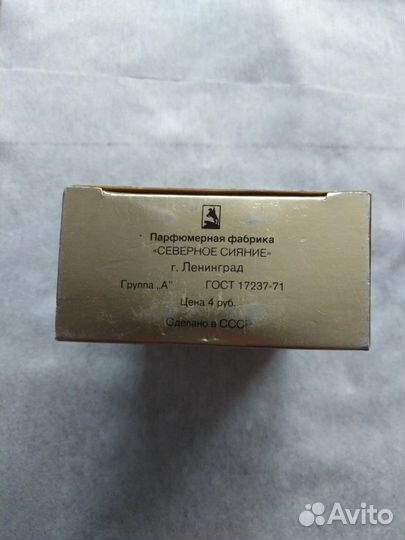 Парфюмерная фабрика
«СЕВЕРНОЕ СИЯНИЕ»
г. Ленинград
Группа „А" ГОСТ 17237-71
Цена 4 руб.
Сделано в СССР
Avito